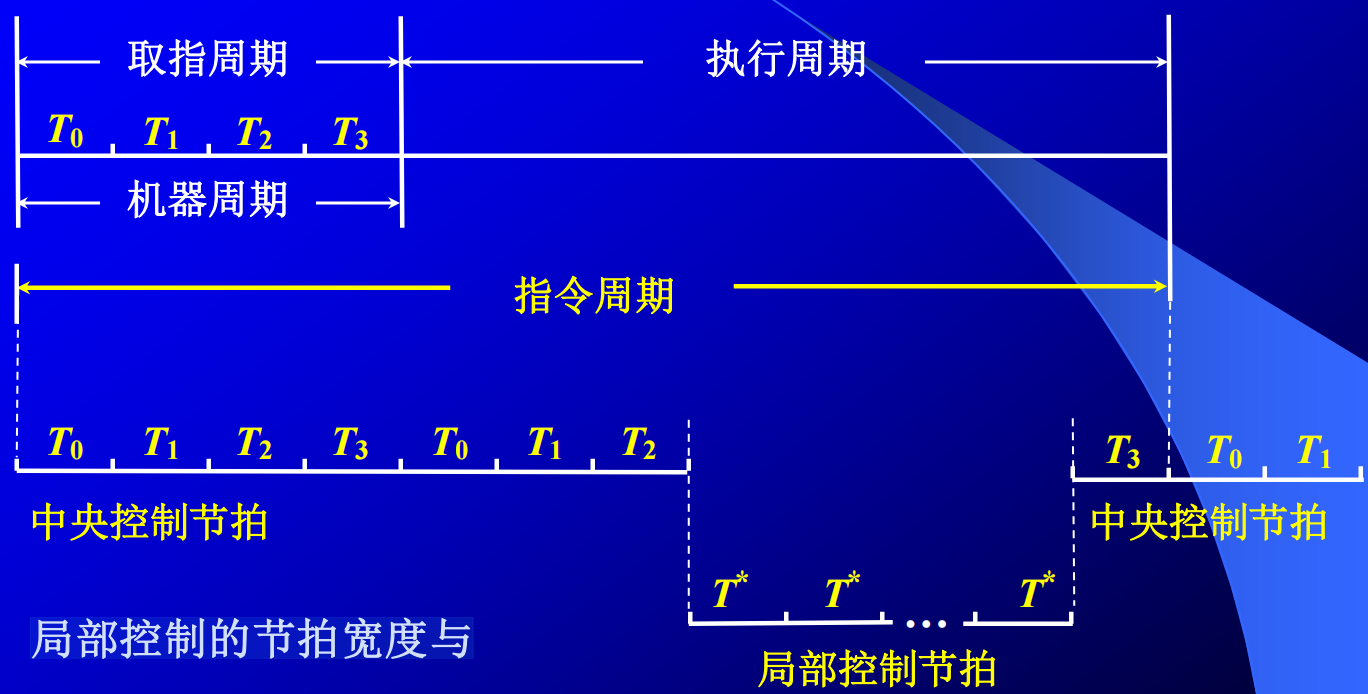 取指周期 执行周期
T0 T1 T2 T3
机器周期
指令周期
T0 T1 T2 T3 T0 T1 T2 T3 T0 T1
中央控制节拍 中央控制节拍
T* T* … T*
局部控制的节拍宽度与
局部控制节拍